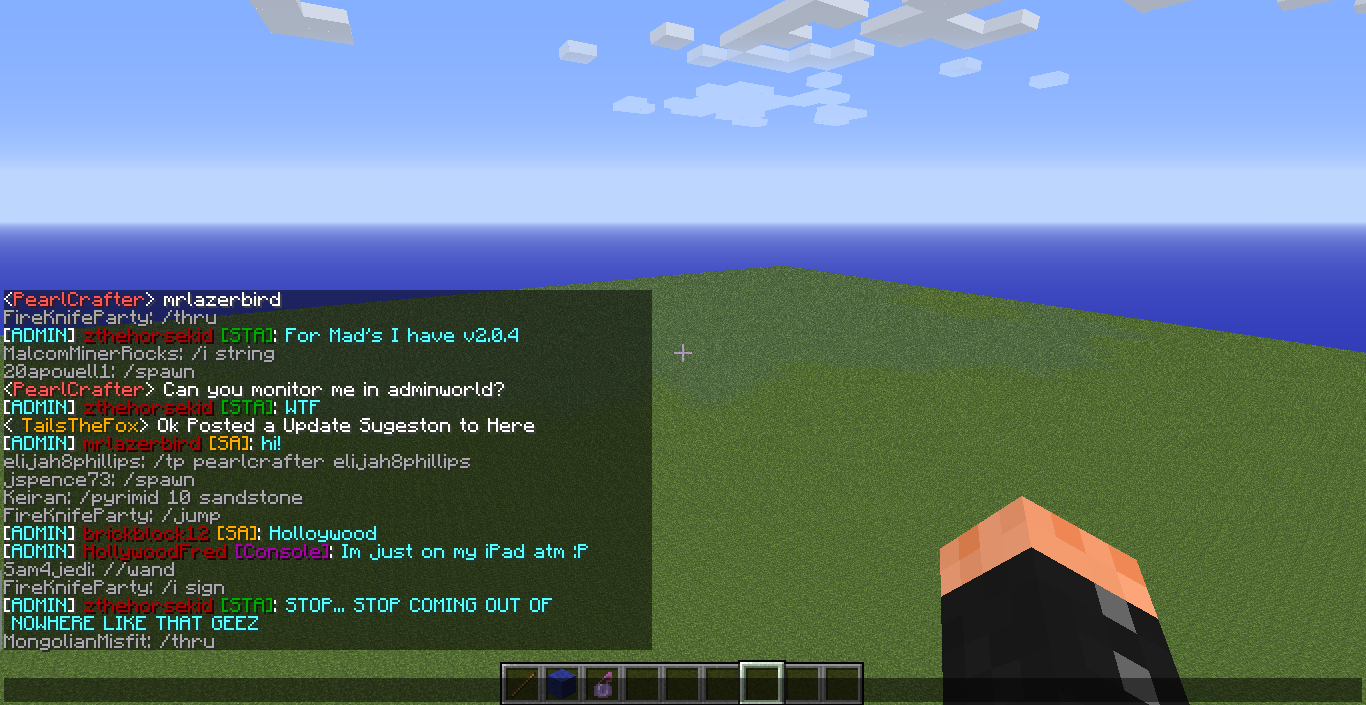 <PearlCrafter> mrlazerbird
FireKnifeParty: /thru
[ADMIN] zthehorsekid [STA]: For Mad's I have v2.0.4
MalcomMinerRocks: /i string
20apowell1: /spawn
<PearlCrafter> Can you monitor me in adminworld?
[ADMIN] zthehorsekid [STA]: WTF
< TailsTheFox> Ok Posted a Update Sugeston to Here
[ADMIN] mrlazerbird [SA]: hi!
elijah8phillips: /tp pearlcrafter elijah8phillips
jspence73: /spawn
Keiran: /pyrimid 10 sandstone
FireKnifeParty: /jump
[ADMIN] brickblock12 [SA]: Holloywood
[ADMIN] HollywoodFred [Console]: Im just on my iPad atm :P
Sam4jedi: //wand
FireKnifeParty: /i sign
[ADMIN] zthehorsekid [STA]: STOP... STOP COMING OUT OF
NOWHERE LIKE THAT GEEZ
MongolianMisfit: /thru